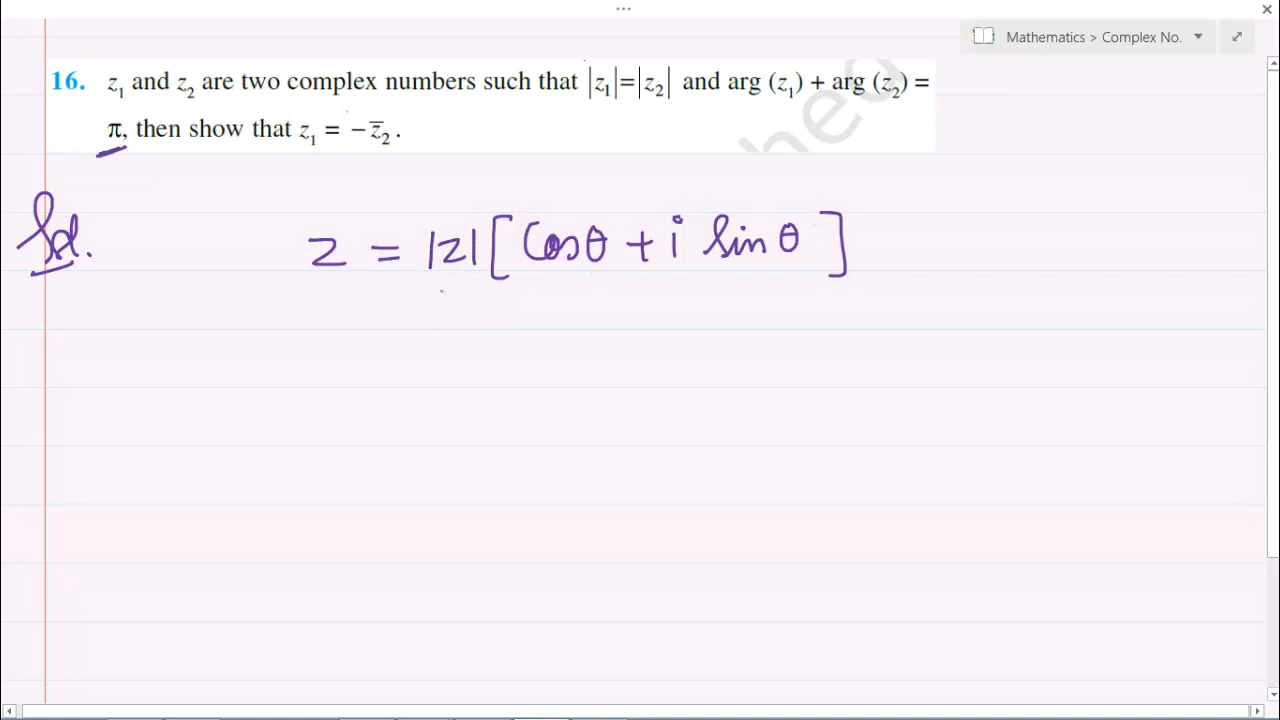 Mathematics > Complex No.
16. z₁ and z₂ are two complex numbers such that |z₁|=|z₂| and arg (z₁) + arg (z₂) =
π, then show that z₁ = −z̅₂.
Sol. z = |z| [Cosθ + i sinθ]